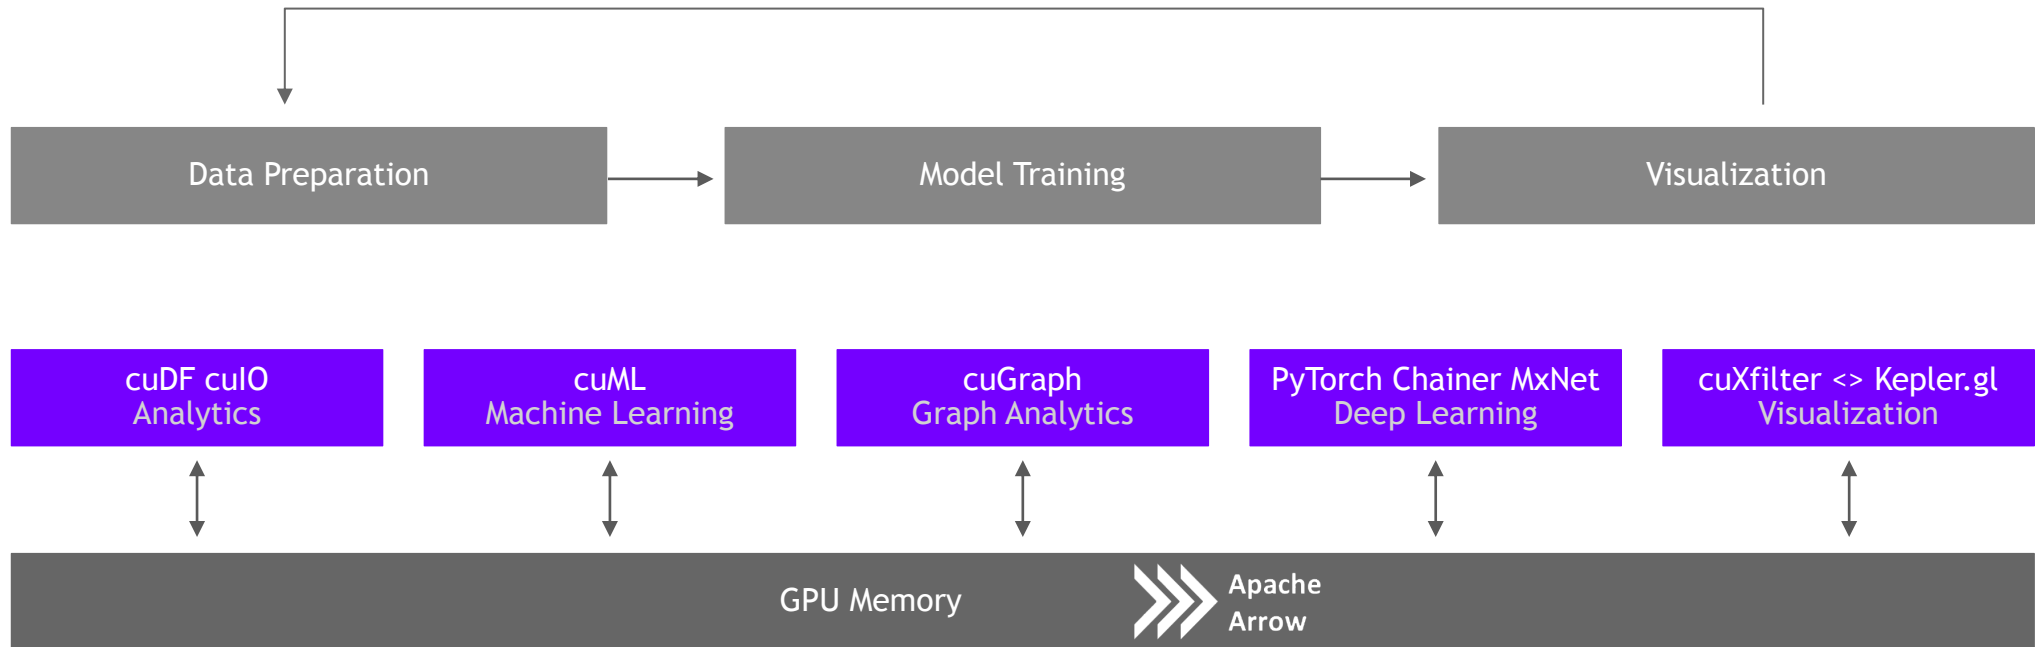 Data Preparation
Model Training
Visualization
cuDF cuIO
Analytics
cuML
Machine Learning
cuGraph
Graph Analytics
PyTorch Chainer MxNet
Deep Learning
cuXfilter <> Kepler.gl
Visualization
GPU Memory
Apache
Arrow